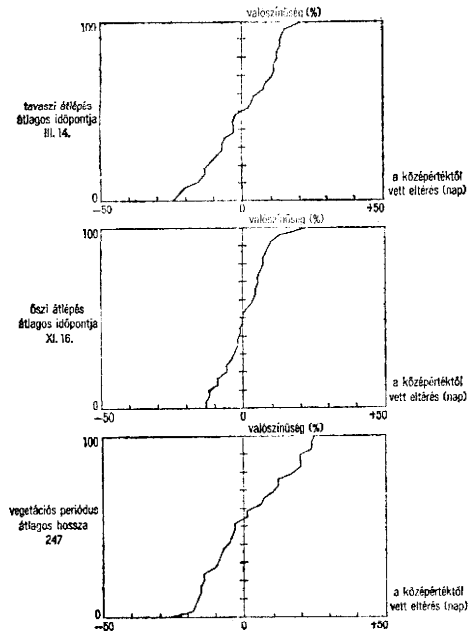 valószínűség (%)
100
tavaszi átlépés
átlagos időpontja
III. 14.
a középértéktől
vett eltérés (nap)
0
-50
0
+50
valószínűség (%)
100
őszi átlépés
átlagos időpontja
XI. 16.
a középértéktől
vett eltérés (nap)
0
-50
0
+50
valószínűség (%)
100
vegetációs periódus
átlagos hossza
247
a középértéktől
vett eltérés (nap)
0
-50
0
+50